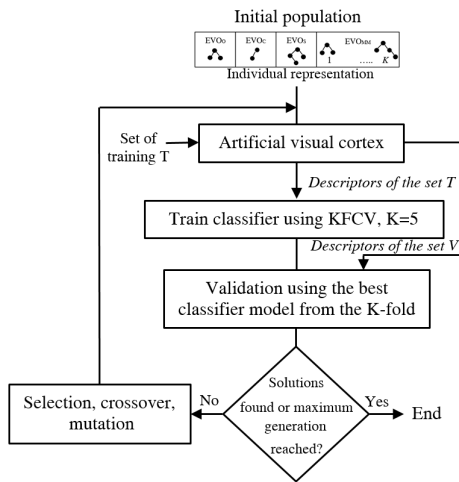 Initial population
EVOO EVOC EVOS EVOMM
1 ..... K
Individual representation
Set of
training T
Artificial visual cortex
Descriptors of the set T
Train classifier using KFCV, K=5
Descriptors of the set V
Validation using the best
classifier model from the K-fold
Solutions
found or maximum
generation
reached?
No
Yes
End
Selection, crossover,
mutation